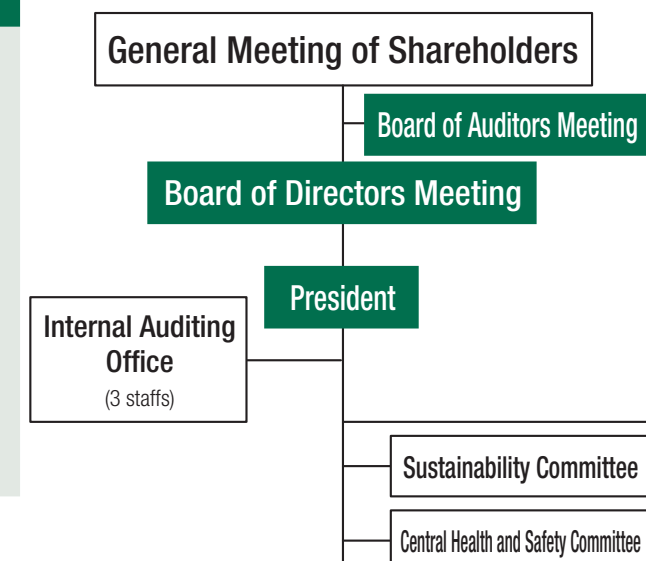 General Meeting of Shareholders
Board of Auditors Meeting
Board of Directors Meeting
President
Internal Auditing
Office
(3 staffs)
Sustainability Committee
Central Health and Safety Committee